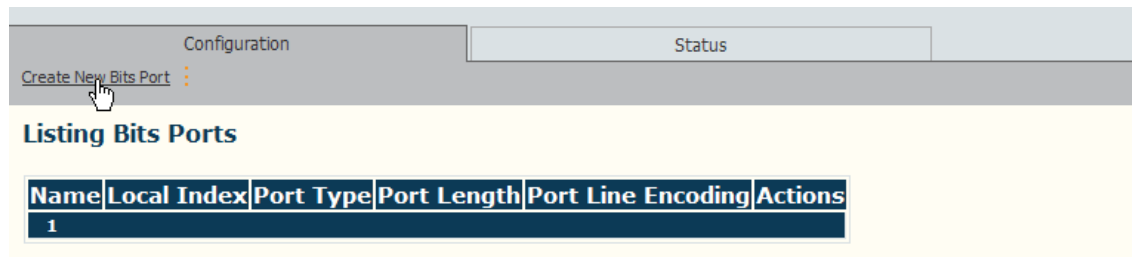 Configuration Status
Create New Bits Port
Listing Bits Ports
Name Local Index Port Type Port Length Port Line Encoding Actions
1